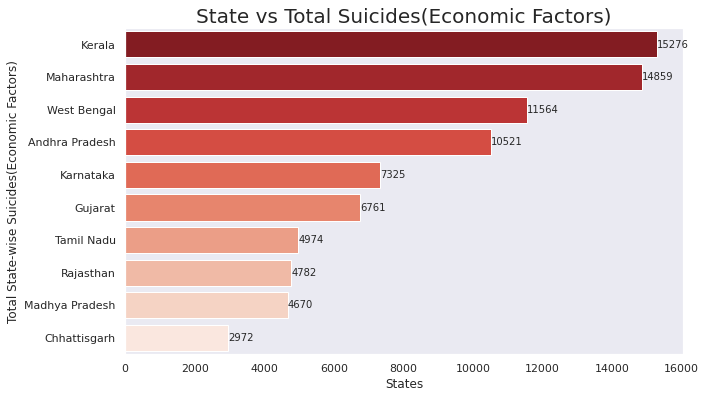 State vs Total Suicides(Economic Factors)
Total State-wise Suicides(Economic Factors)
Kerala 15276
Maharashtra 14859
West Bengal 11564
Andhra Pradesh 10521
Karnataka 7325
Gujarat 6761
Tamil Nadu 4974
Rajasthan 4782
Madhya Pradesh 4670
Chhattisgarh 2972
0 2000 4000 6000 8000 10000 12000 14000 16000
States